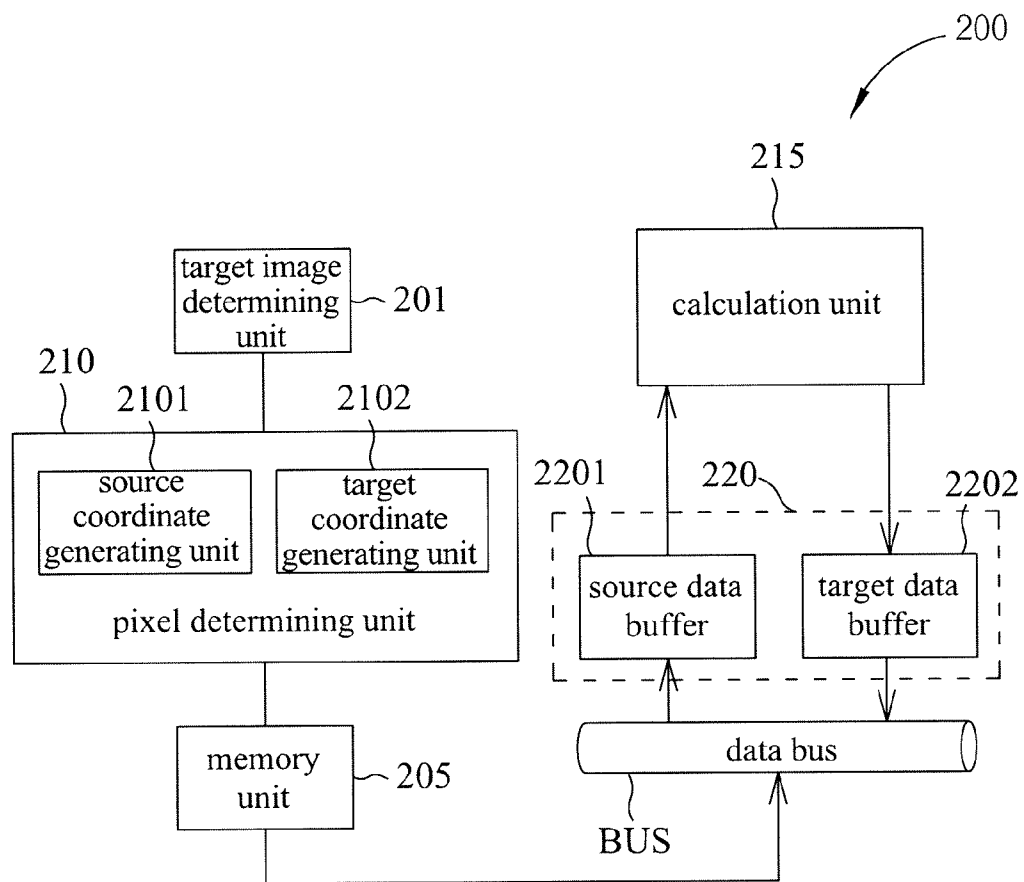 200
215
target image
determining
unit
201
calculation unit
210
2101
2102
source
coordinate
generating unit
target
coordinate
generating unit
pixel determining unit
2201
220
2202
source data
buffer
target data
buffer
memory
unit
205
data bus
BUS